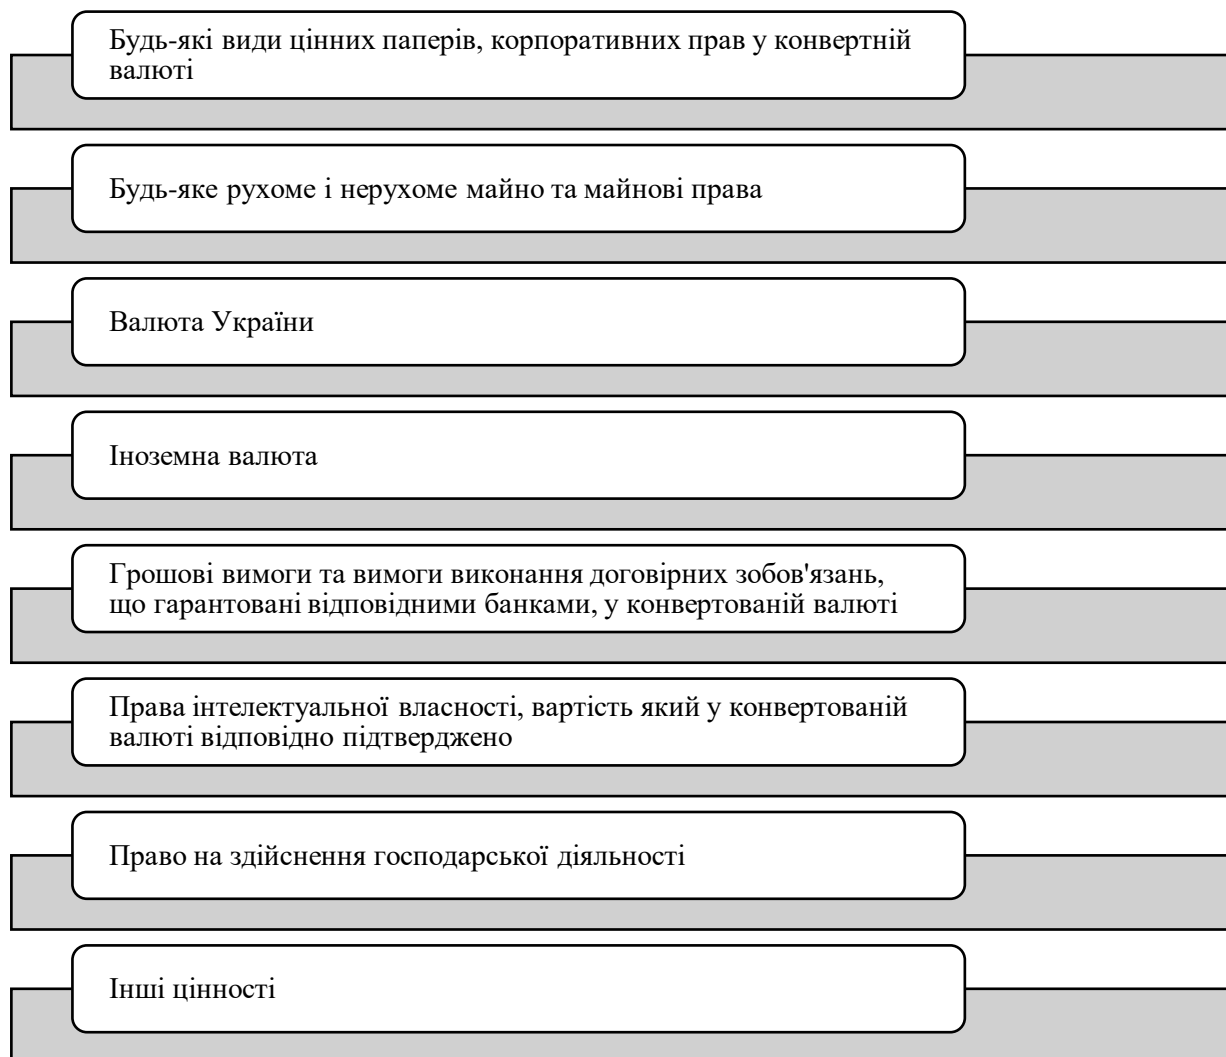 Будь-які види цінних паперів, корпоративних прав у конвертній
валюті
Будь-яке рухоме і нерухоме майно та майнові права
Валюта України
Іноземна валюта
Грошові вимоги та вимоги виконання договірних зобов'язань,
що гарантовані відповідними банками, у конвертованій валюті
Права інтелектуальної власності, вартість який у конвертованій
валюті відповідно підтверджено
Право на здійснення господарської діяльності
Інші цінності